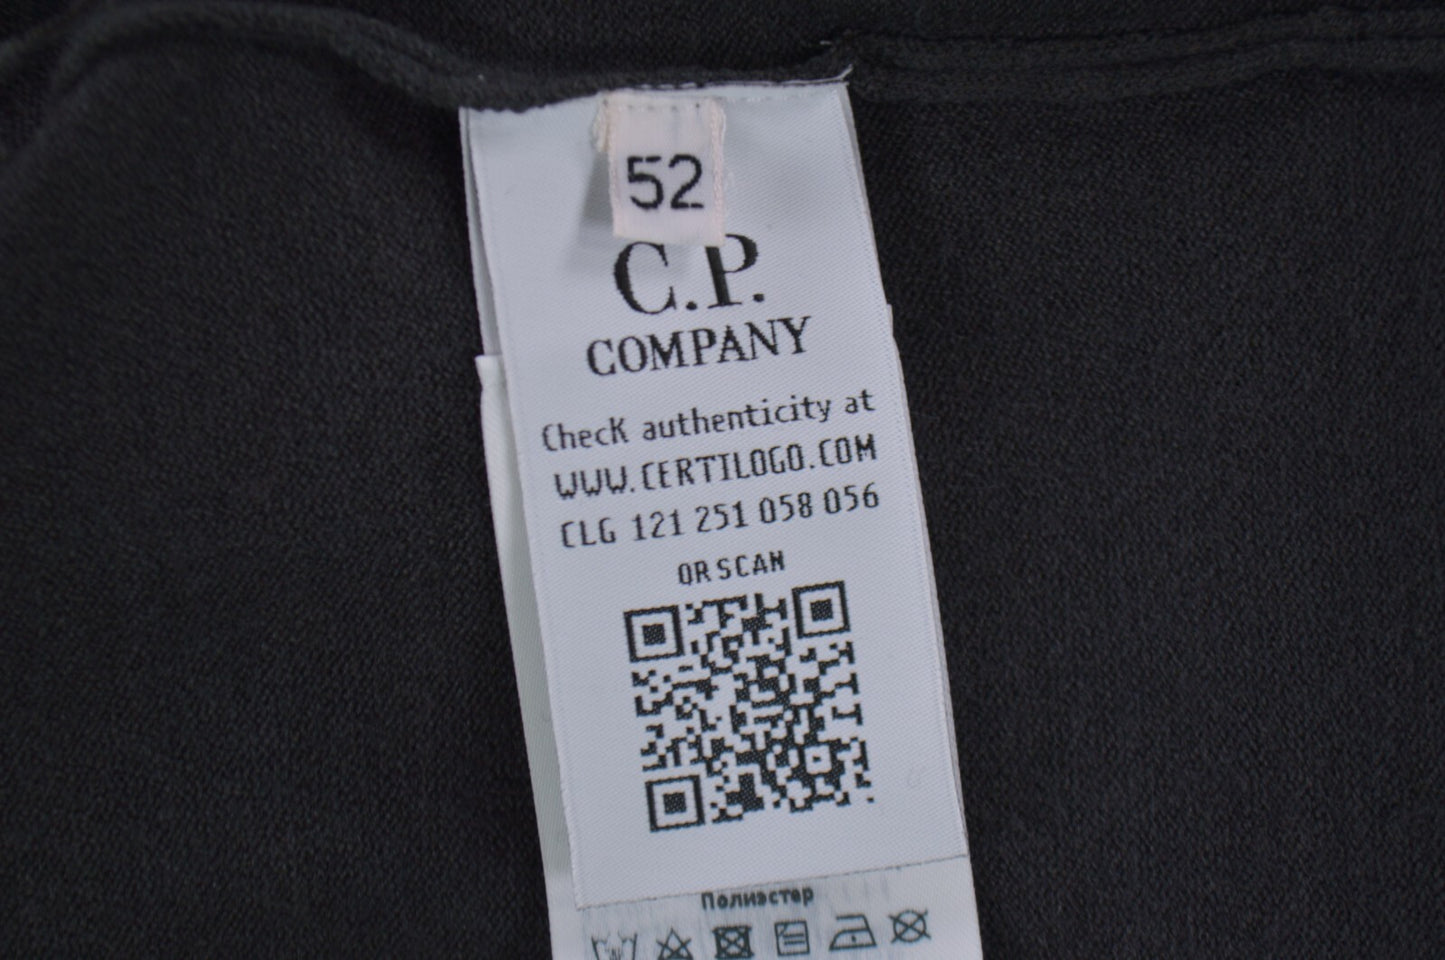 52
C.P.
COMPANY
Check authenticity at
WWW.CERTILOGO.COM
CLG 121 251 058 056
OR SCAN
Полиэстер